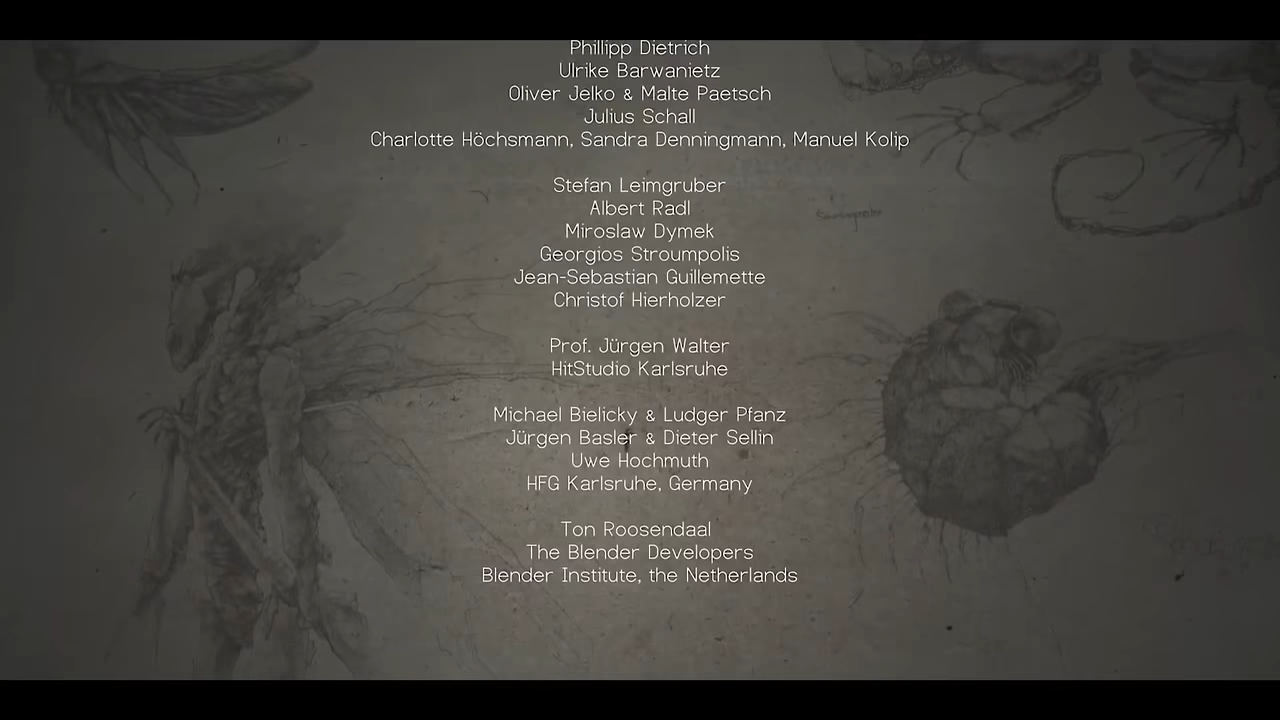 Phillipp Dietrich
Ulrike Barwanietz
Oliver Jelko & Malte Paetsch
Julius Schall
Charlotte Höchsmann, Sandra Denningmann, Manuel Kolip
Stefan Leimgruber
Albert Radl
Miroslaw Dymek
Georgios Stroumpolis
Jean-Sebastian Guillemette
Christof Hierholzer
Prof. Jürgen Walter
HitStudio Karlsruhe
Michael Bielicky & Ludger Pfanz
Jürgen Basler & Dieter Sellin
Uwe Hochmuth
HFG Karlsruhe, Germany
Ton Roosendaal
The Blender Developers
Blender Institute, the Netherlands